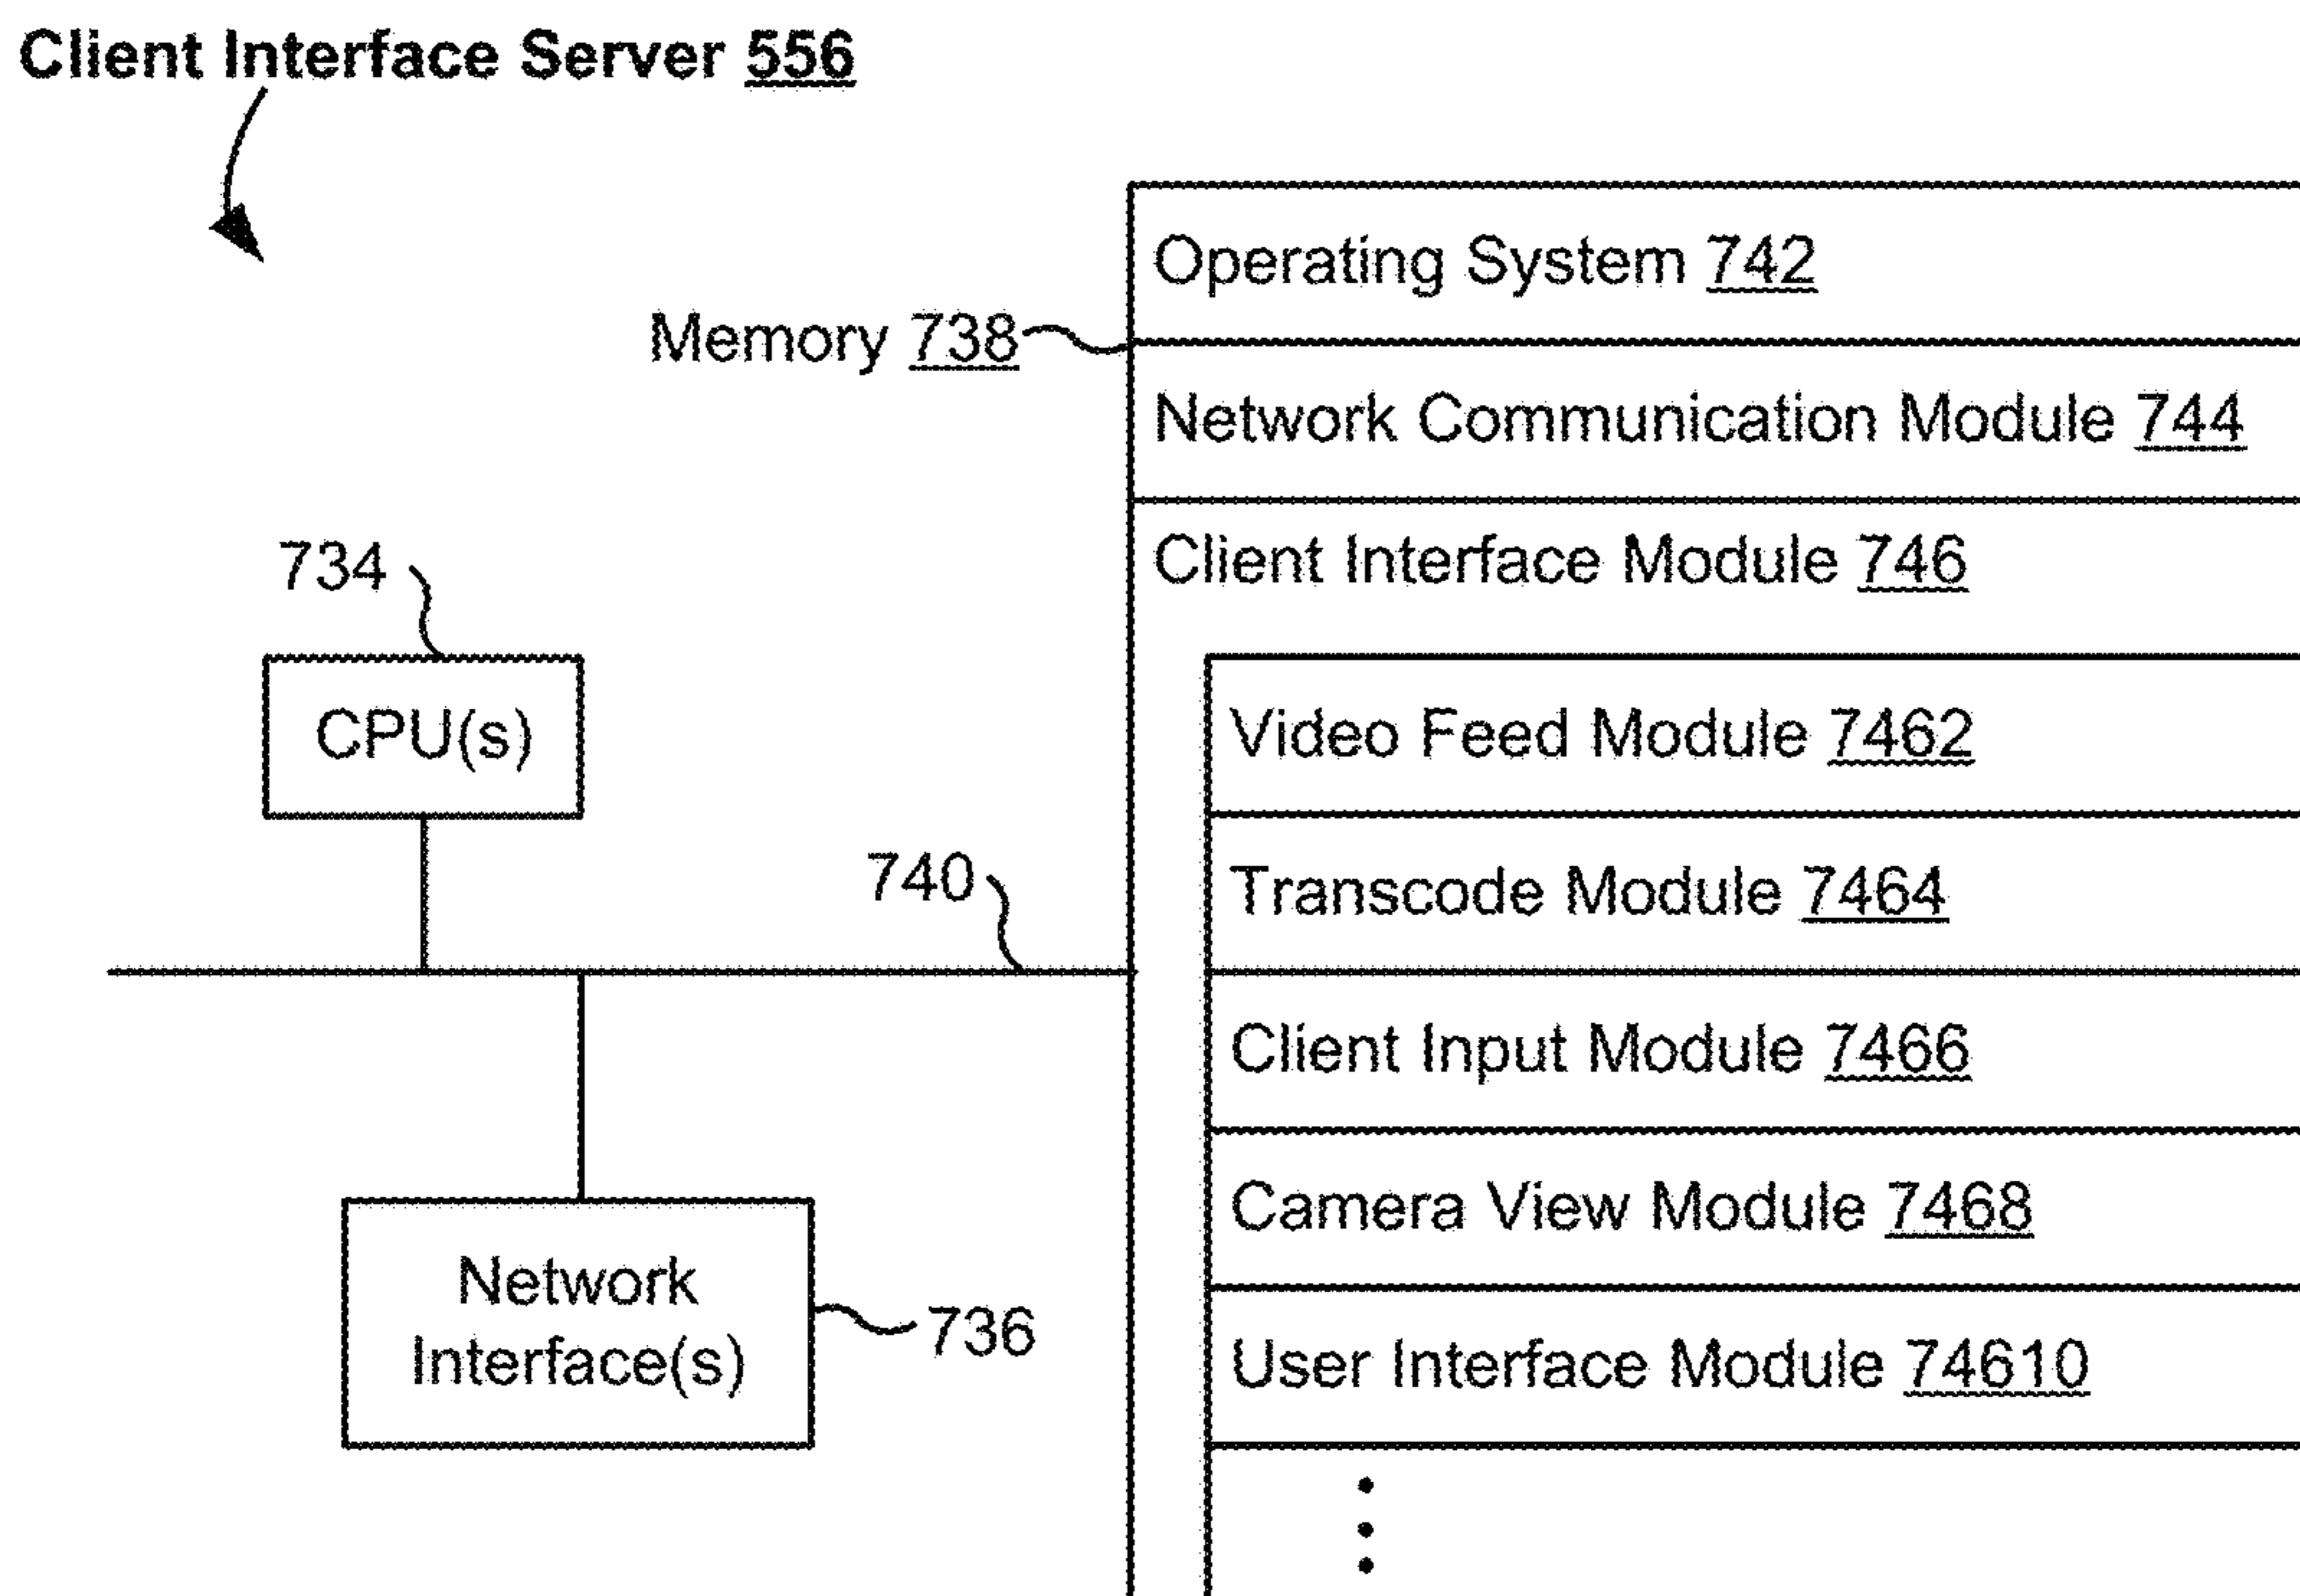 Client Interface Server 556
Operating System 742
Memory 738
Network Communication Module 744
Client Interface Module 746
734
CPU(s)
Video Feed Module 7462
740
Transcode Module 7464
Client Input Module 7466
Camera View Module 7468
Network
Interface(s)
736
User Interface Module 74610